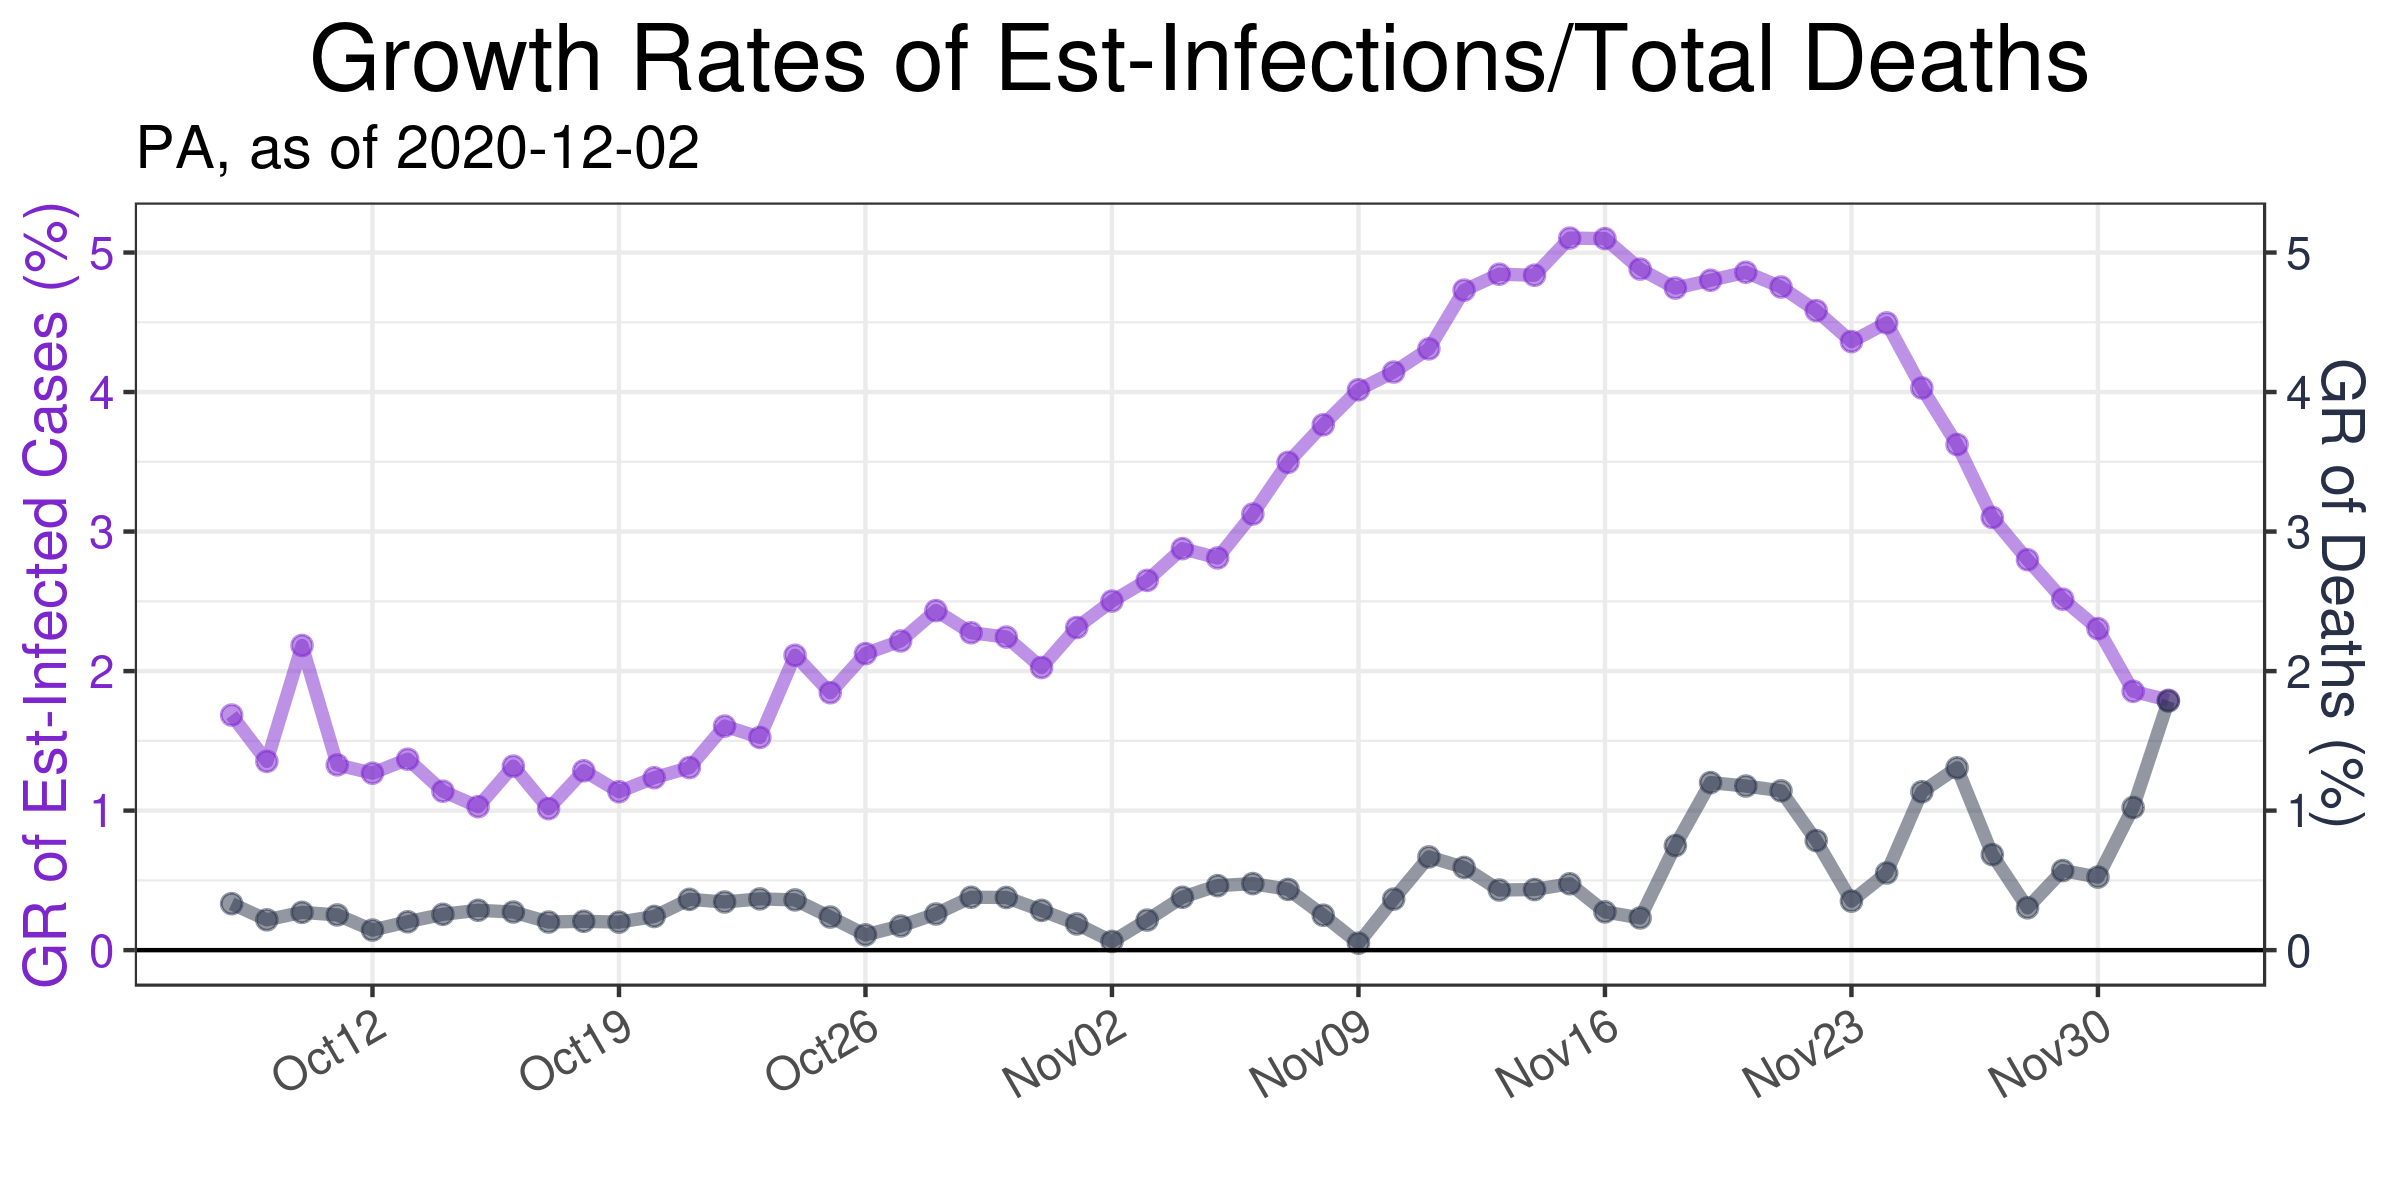 Growth Rates of Est-Infections/Total Deaths
PA, as of 2020-12-02
GR of Est-Infected Cases (%)
5
4
3
2
1
0
5
4
3
2
1
0
GR of Deaths (%)
Oct12
Oct19
Oct26
Nov02
Nov09
Nov16
Nov23
Nov30